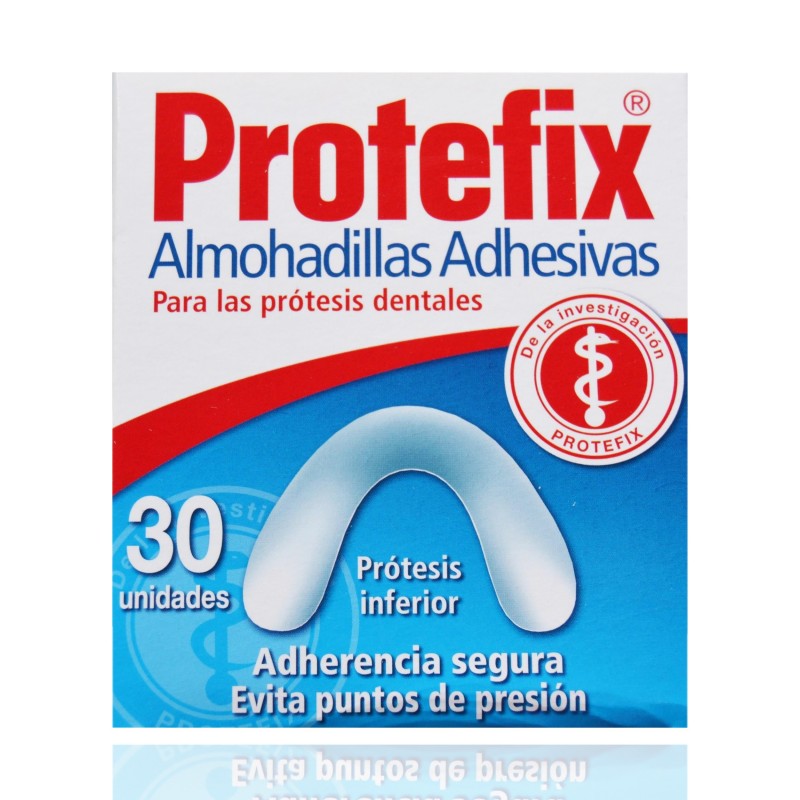 Protefix®
Almohadillas Adhesivas
Para las prótesis dentales
De la investigación
PROTEFIX
30
unidades
Prótesis
inferior
Adherencia segura
Evita puntos de presión